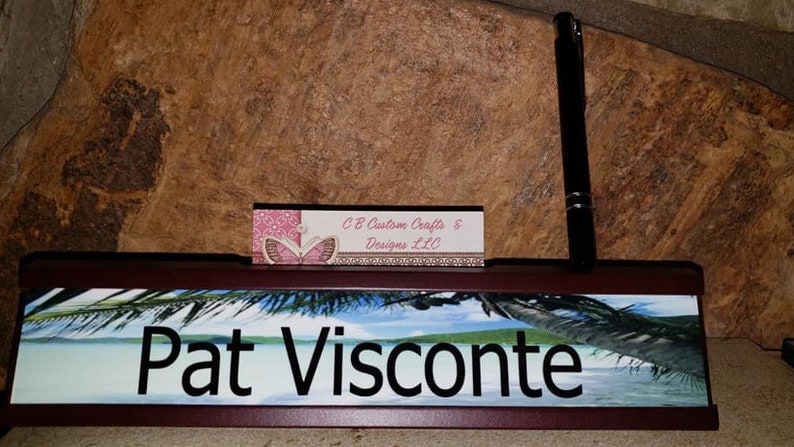 C B Custom Crafts &
Designs LLC
Pat Visconte